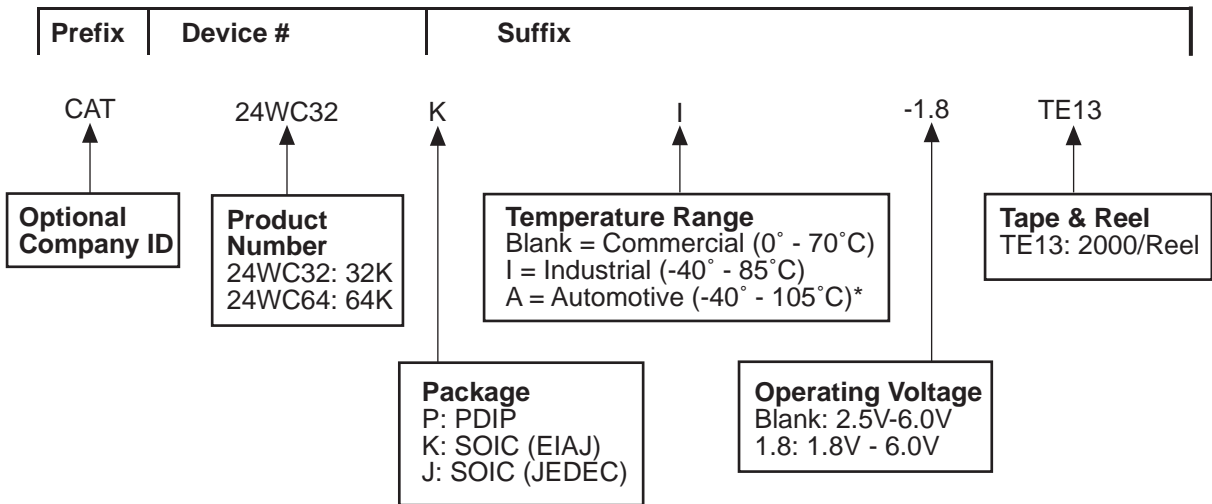 Prefix Device # Suffix
CAT 24WC32 K I -1.8 TE13
Optional
Company ID
Product
Number
24WC32: 32K
24WC64: 64K
Temperature Range
Blank = Commercial (0˚ - 70˚C)
I = Industrial (-40˚ - 85˚C)
A = Automotive (-40˚ - 105˚C)*
Tape & Reel
TE13: 2000/Reel
Package
P: PDIP
K: SOIC (EIAJ)
J: SOIC (JEDEC)
Operating Voltage
Blank: 2.5V-6.0V
1.8: 1.8V - 6.0V